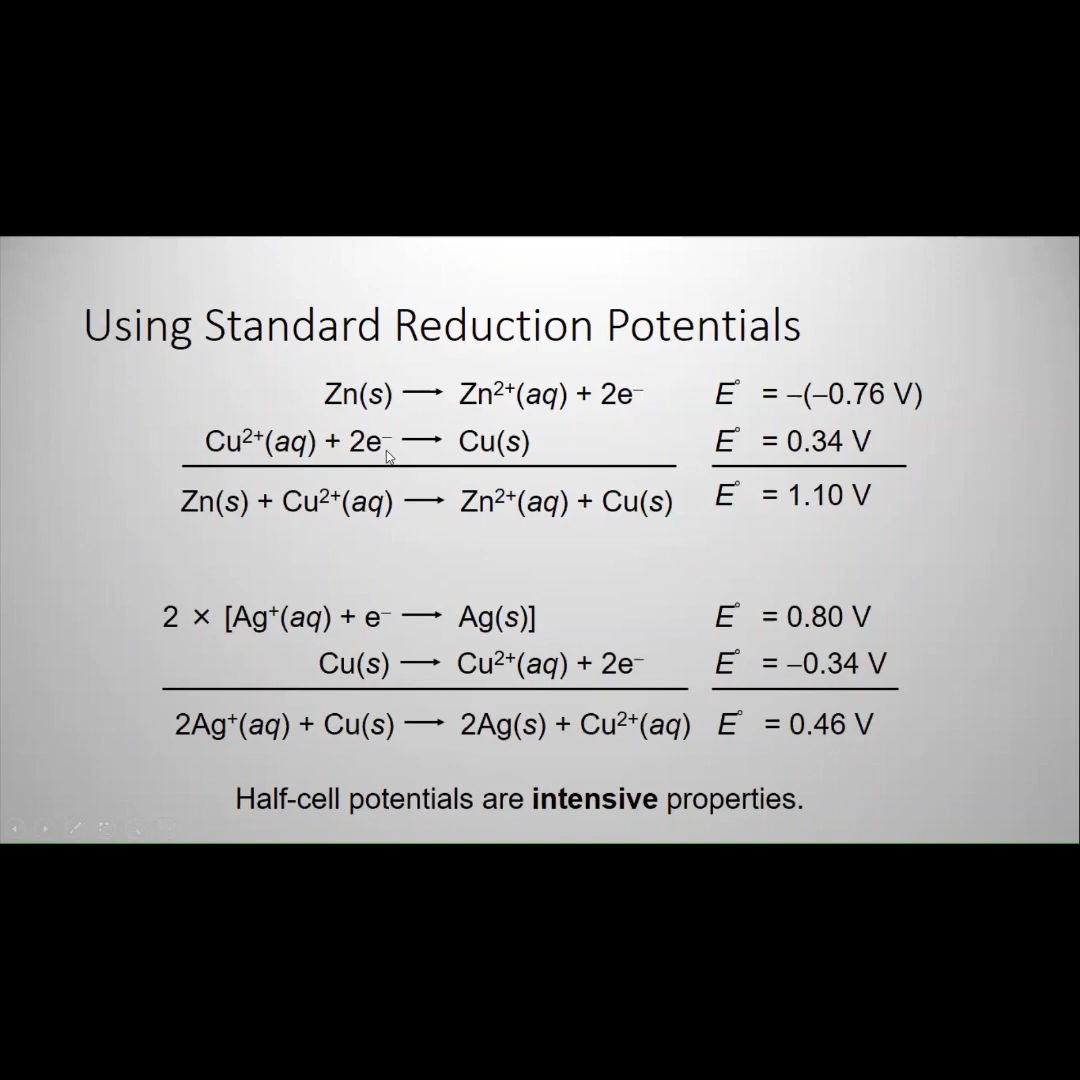 Using Standard Reduction Potentials
Zn(s) ⟶ Zn²⁺(aq) + 2e⁻ E° = –(–0.76 V)
Cu²⁺(aq) + 2e⁻ ⟶ Cu(s) E° = 0.34 V
Zn(s) + Cu²⁺(aq) ⟶ Zn²⁺(aq) + Cu(s) E° = 1.10 V
2 × [Ag⁺(aq) + e⁻ ⟶ Ag(s)] E° = 0.80 V
Cu(s) ⟶ Cu²⁺(aq) + 2e⁻ E° = –0.34 V
2Ag⁺(aq) + Cu(s) ⟶ 2Ag(s) + Cu²⁺(aq) E° = 0.46 V
Half-cell potentials are intensive properties.